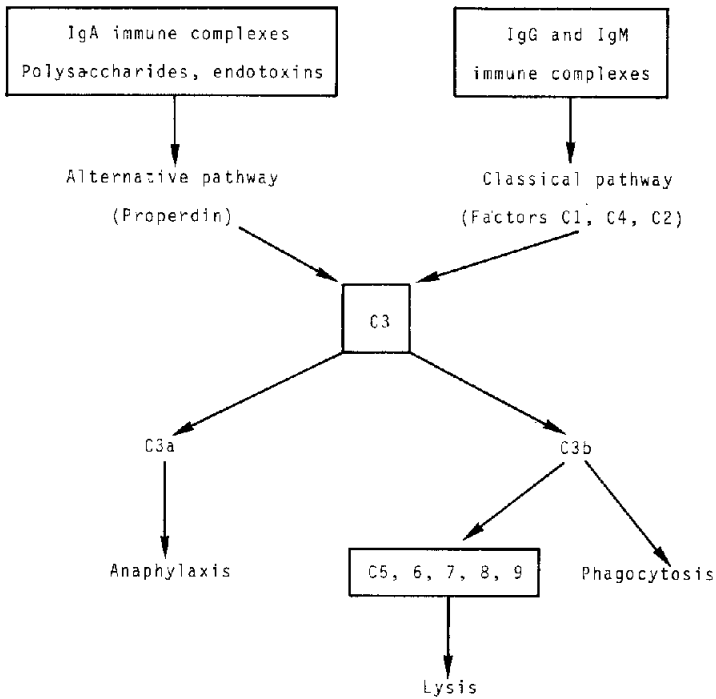 IgA immune complexes
Polysaccharides, endotoxins
IgG and IgM
immune complexes
Alternative pathway
(Properdin)
Classical pathway
(Factors C1, C4, C2)
C3
C3a
C3b
Anaphylaxis
C5, 6, 7, 8, 9
Phagocytosis
Lysis